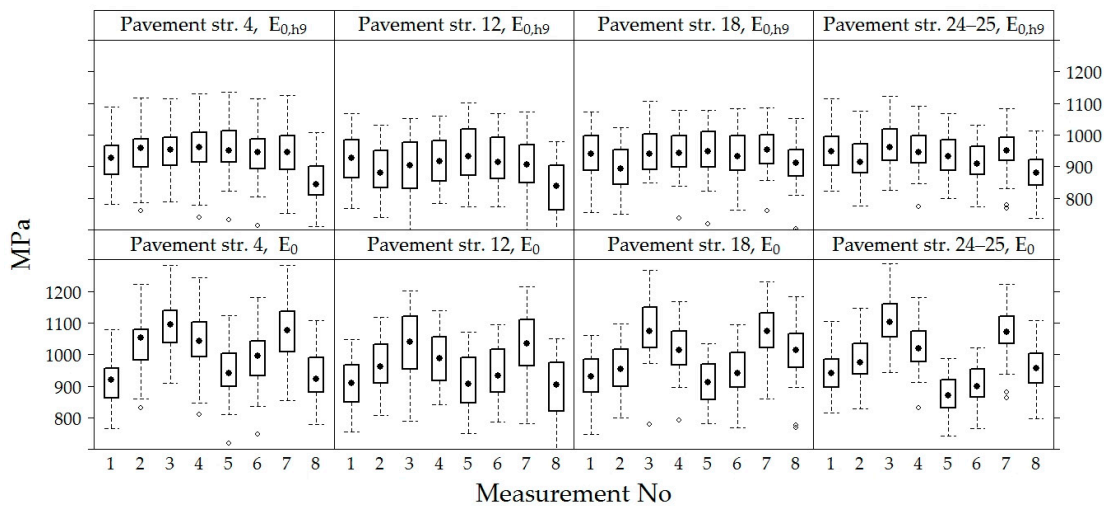 Pavement str. 4, E0,h9
Pavement str. 12, E0,h9
Pavement str. 18, E0,h9
Pavement str. 24–25, E0,h9
1200
1100
1000
900
800
MPa
Pavement str. 4, E0
Pavement str. 12, E0
Pavement str. 18, E0
Pavement str. 24–25, E0
1200
1100
1000
900
800
1 2 3 4 5 6 7 8
1 2 3 4 5 6 7 8
1 2 3 4 5 6 7 8
1 2 3 4 5 6 7 8
Measurement No